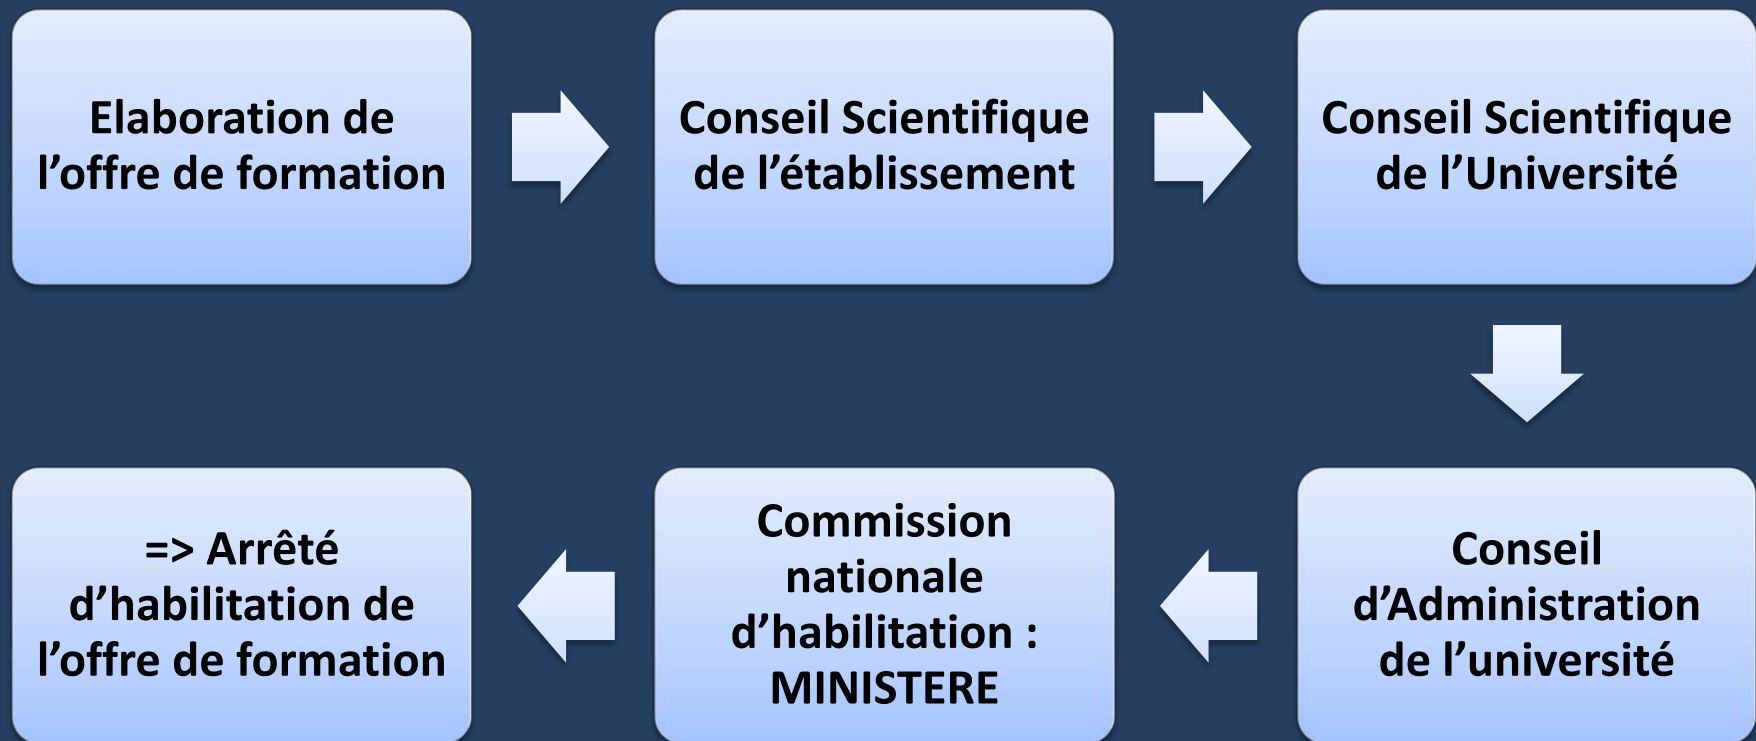 Elaboration de
l’offre de formation
Conseil Scientifique
de l’établissement
Conseil Scientifique
de l’Université
Conseil
d’Administration
de l’université
Commission
nationale
d’habilitation :
MINISTERE
=> Arrêté
d’habilitation de
l’offre de formation